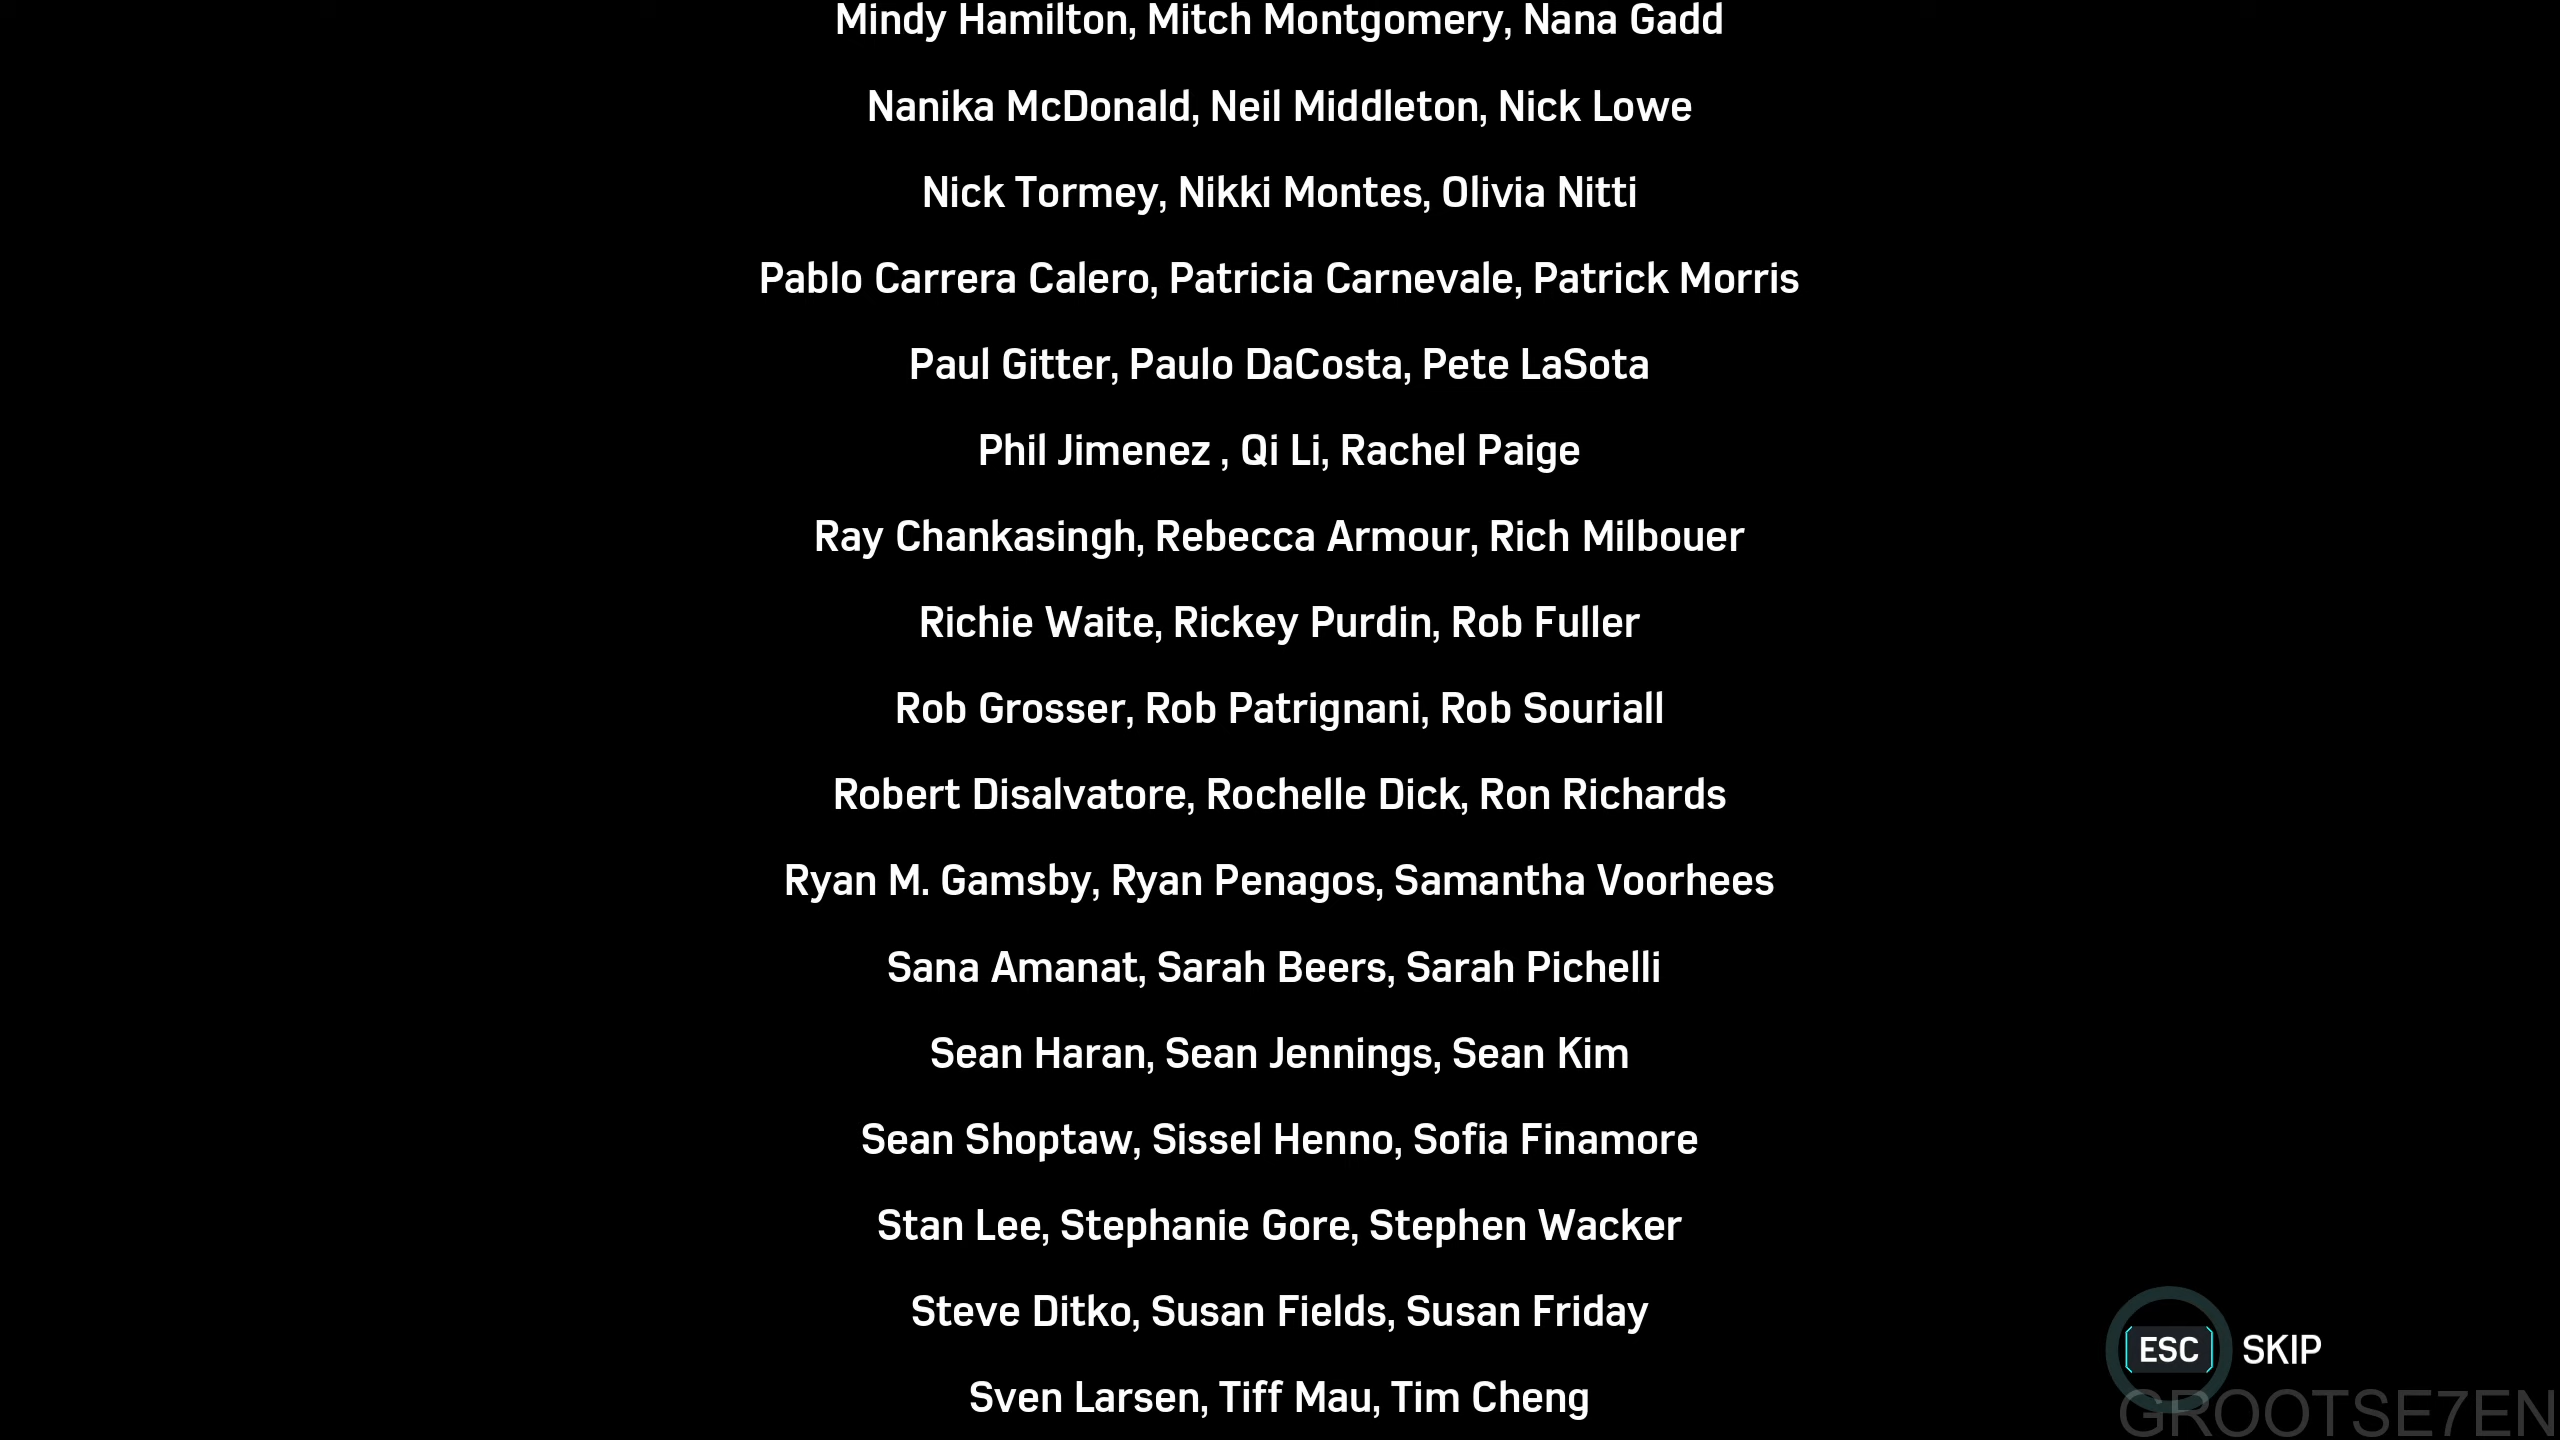 Mindy Hamilton, Mitch Montgomery, Nana Gadd
Nanika McDonald, Neil Middleton, Nick Lowe
Nick Tormey, Nikki Montes, Olivia Nitti
Pablo Carrera Calero, Patricia Carnevale, Patrick Morris
Paul Gitter, Paulo DaCosta, Pete LaSota
Phil Jimenez , Qi Li, Rachel Paige
Ray Chankasingh, Rebecca Armour, Rich Milbouer
Richie Waite, Rickey Purdin, Rob Fuller
Rob Grosser, Rob Patrignani, Rob Souriall
Robert Disalvatore, Rochelle Dick, Ron Richards
Ryan M. Gamsby, Ryan Penagos, Samantha Voorhees
Sana Amanat, Sarah Beers, Sarah Pichelli
Sean Haran, Sean Jennings, Sean Kim
Sean Shoptaw, Sissel Henno, Sofia Finamore
Stan Lee, Stephanie Gore, Stephen Wacker
Steve Ditko, Susan Fields, Susan Friday
ESC SKIP
Sven Larsen, Tiff Mau, Tim Cheng
GROOTSE7EN